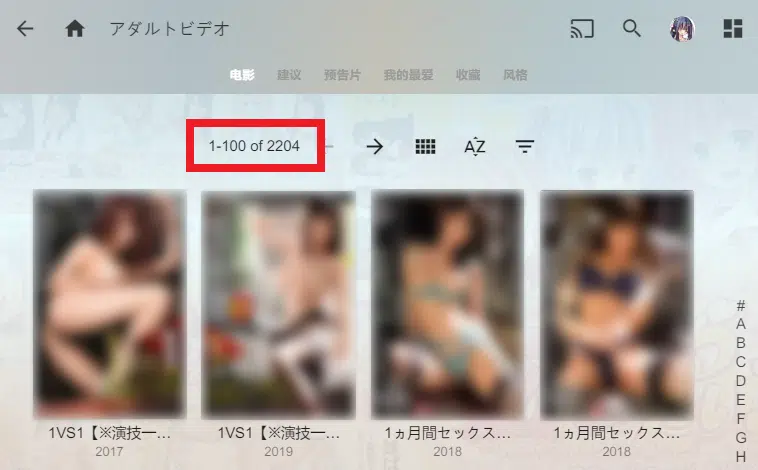 アダルトビデオ
电影 建议 预告片 我的最爱 收藏 风格
1-100 of 2204
AZ
1VS1【※演技一… 1VS1【※演技一… 1ヵ月間セックス… 1ヵ月間セックス…
2017 2019 2018 2018
#
A
B
C
D
E
F
G
H